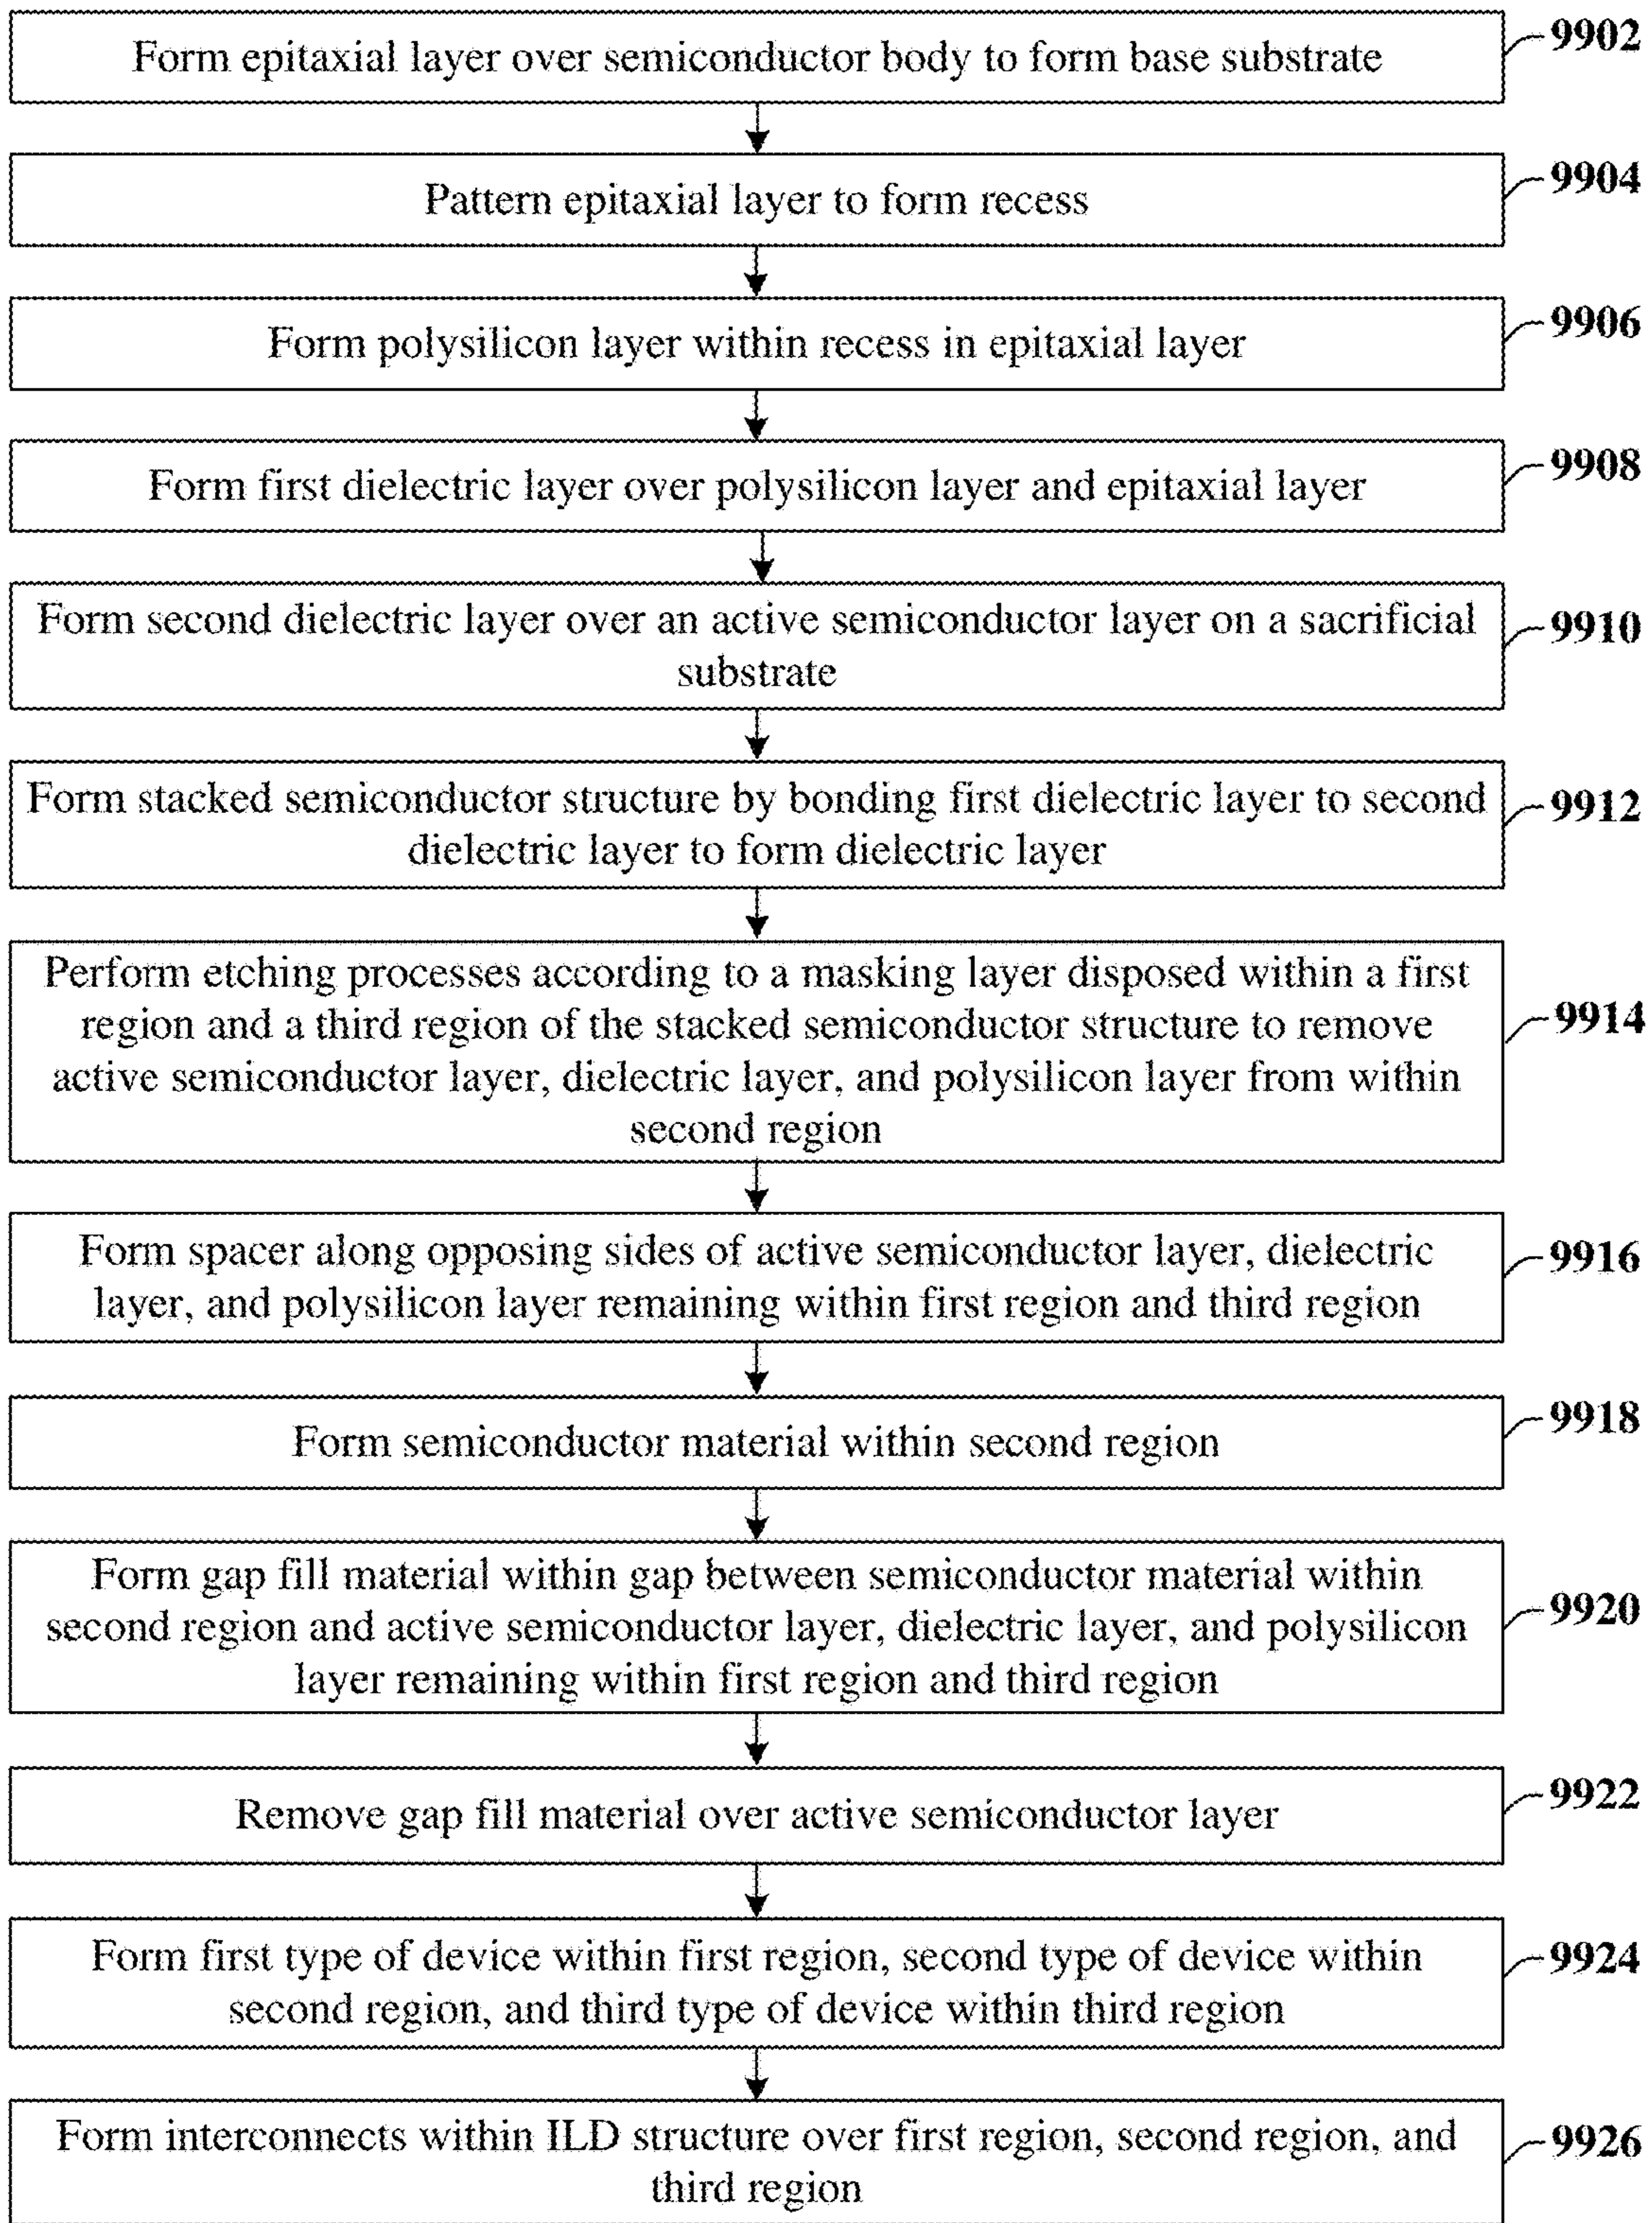 Form epitaxial layer over semiconductor body to form base substrate
9902
Pattern epitaxial layer to form recess
9904
Form polysilicon layer within recess in epitaxial layer
9906
Form first dielectric layer over polysilicon layer and epitaxial layer
9908
Form second dielectric layer over an active semiconductor layer on a sacrificial
substrate
9910
Form stacked semiconductor structure by bonding first dielectric layer to second
dielectric layer to form dielectric layer
9912
Perform etching processes according to a masking layer disposed within a first
region and a third region of the stacked semiconductor structure to remove
active semiconductor layer, dielectric layer, and polysilicon layer from within
second region
9914
Form spacer along opposing sides of active semiconductor layer, dielectric
layer, and polysilicon layer remaining within first region and third region
9916
Form semiconductor material within second region
9918
Form gap fill material within gap between semiconductor material within
second region and active semiconductor layer, dielectric layer, and polysilicon
layer remaining within first region and third region
9920
Remove gap fill material over active semiconductor layer
9922
Form first type of device within first region, second type of device within
second region, and third type of device within third region
9924
Form interconnects within ILD structure over first region, second region, and
third region
9926